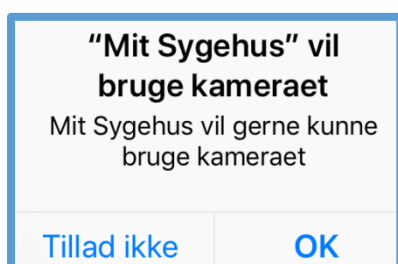 “Mit Sygehus” vil
bruge kameraet
Mit Sygehus vil gerne kunne
bruge kameraet
Tillad ikke
OK